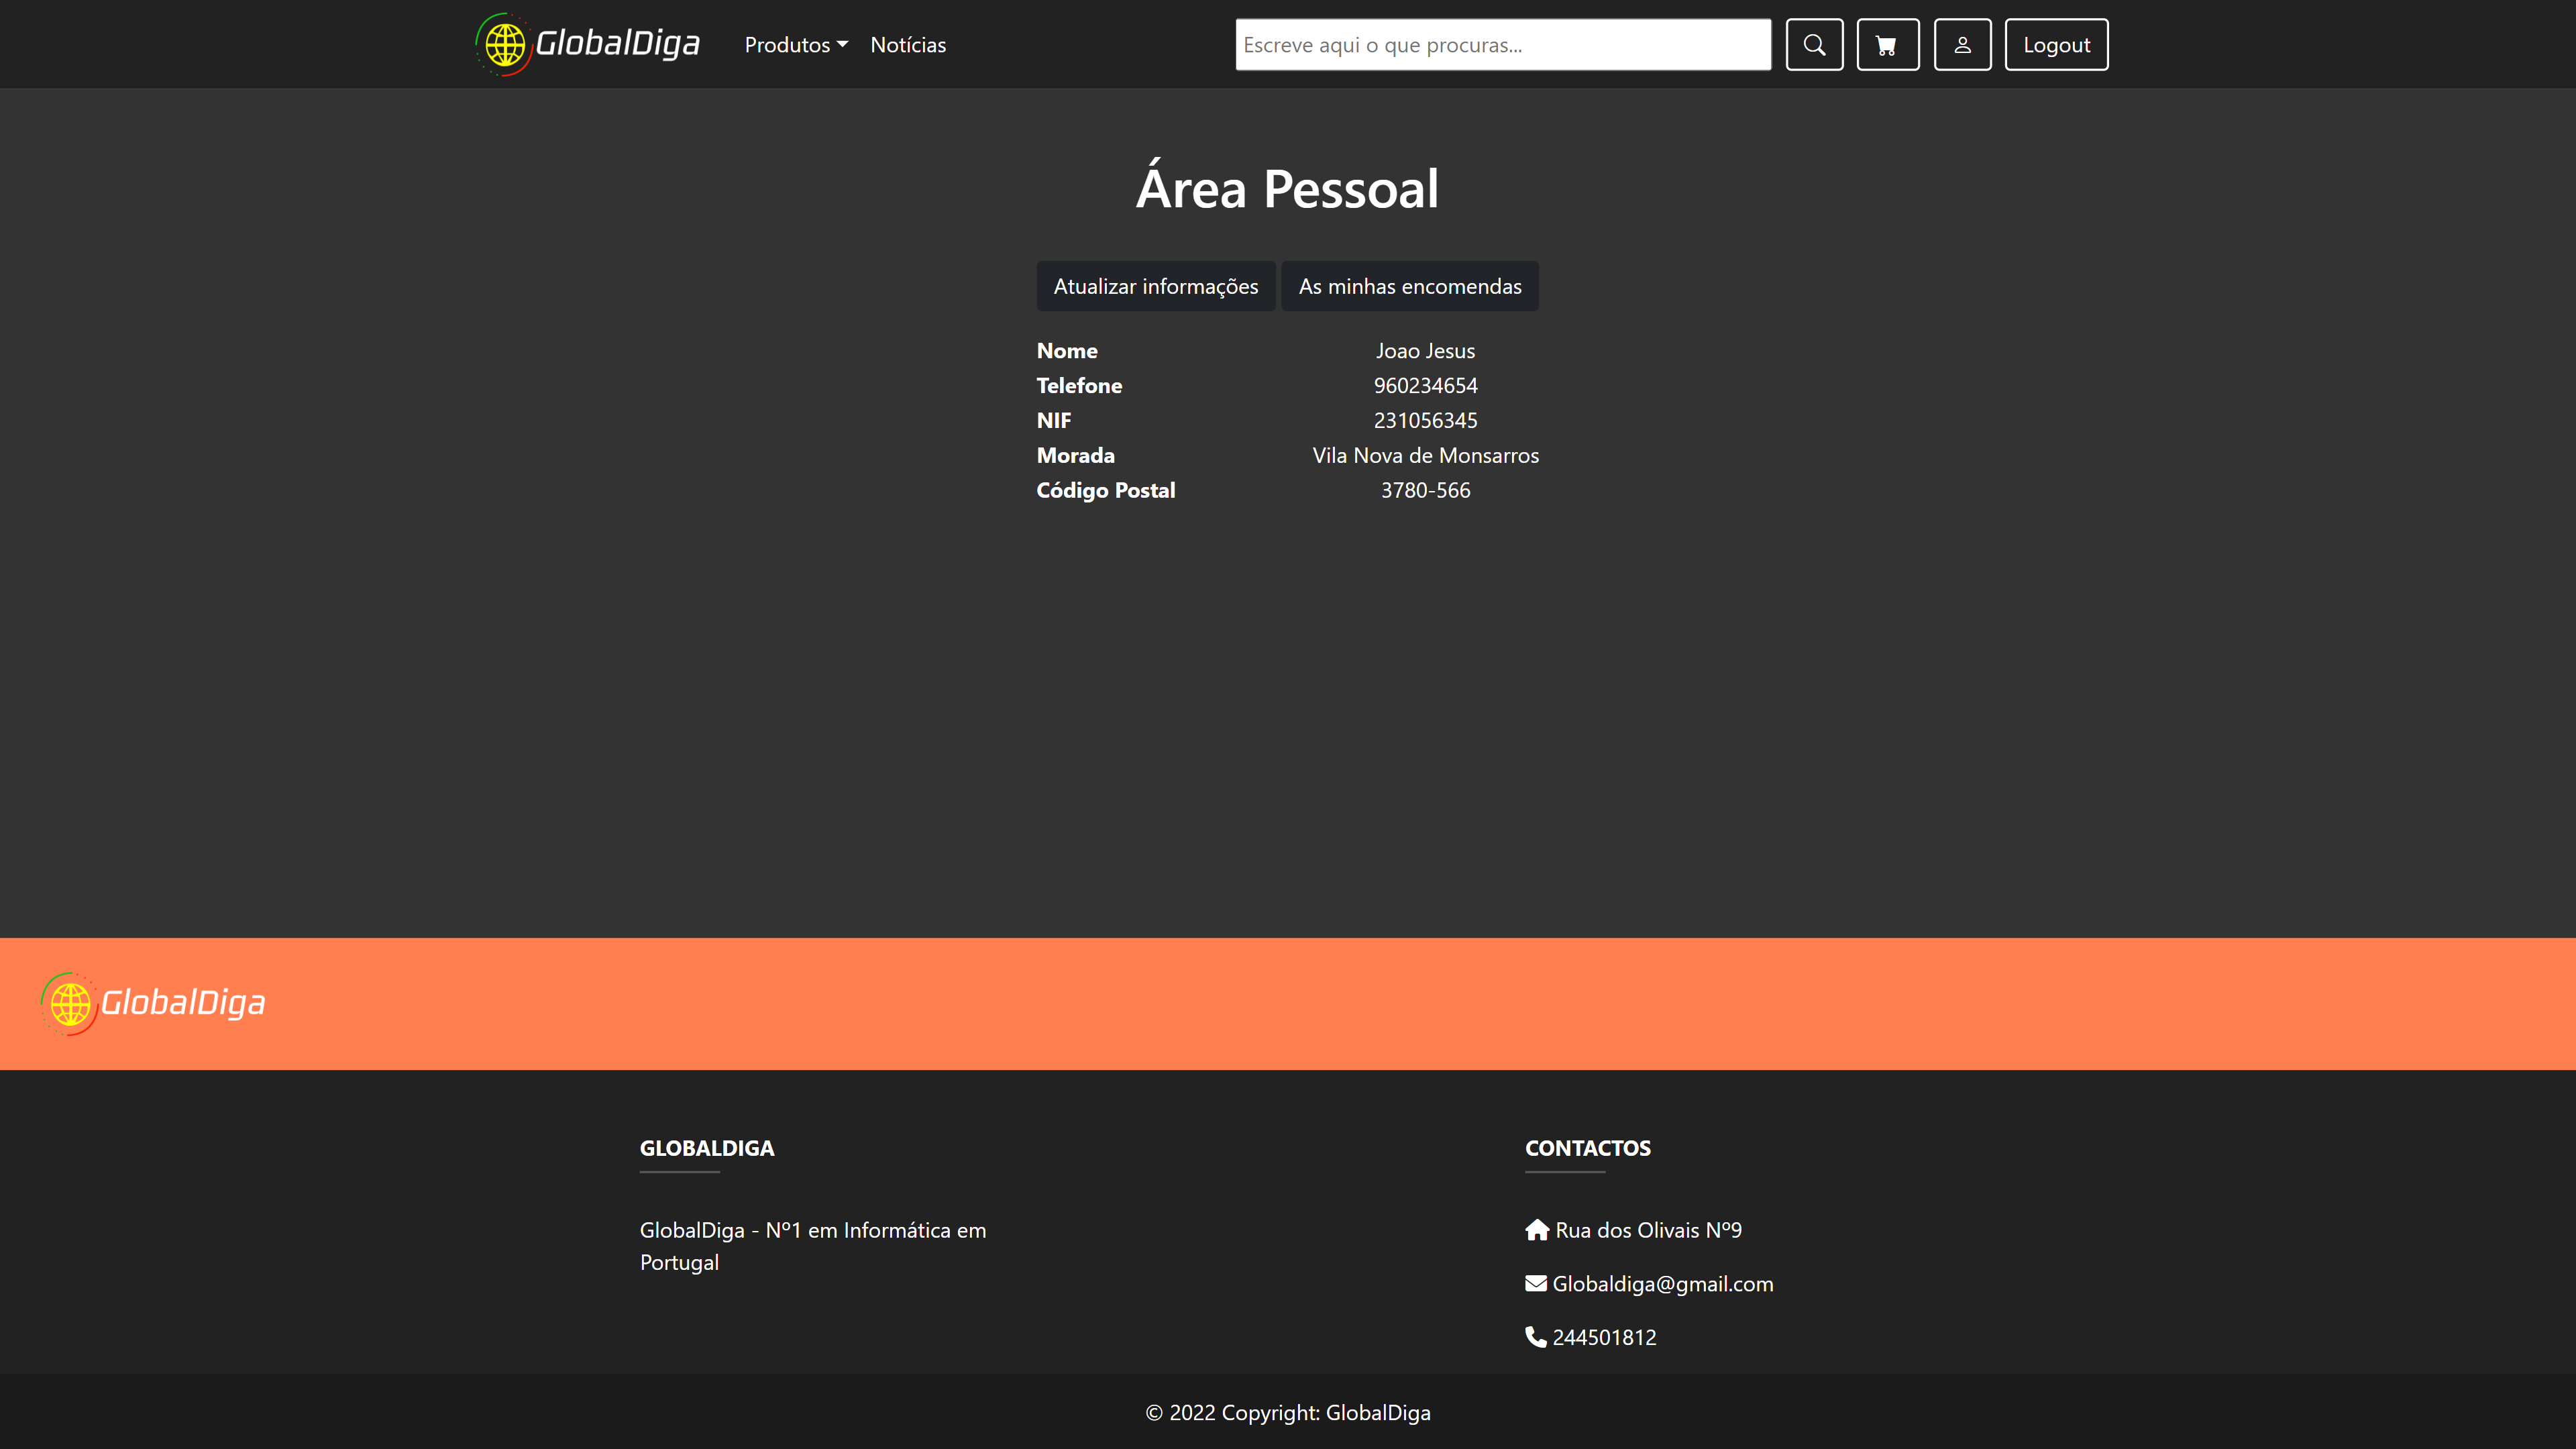 GlobalDiga Produtos Notícias Escreve aqui o que procuras... Logout
Área Pessoal
Atualizar informações As minhas encomendas
Nome Joao Jesus
Telefone 960234654
NIF 231056345
Morada Vila Nova de Monsarros
Código Postal 3780-566
GlobalDiga
GLOBALDIGA
GlobalDiga - Nº1 em Informática em
Portugal
CONTACTOS
Rua dos Olivais Nº9
Globaldiga@gmail.com
244501812
© 2022 Copyright: GlobalDiga